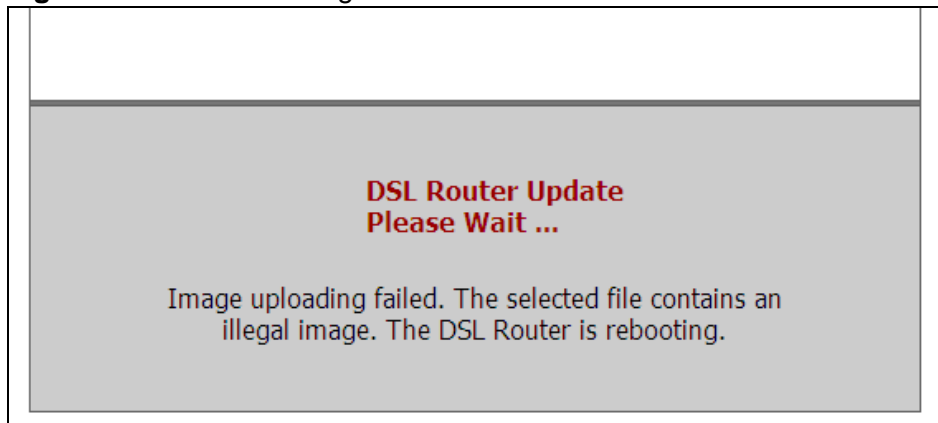 DSL Router Update
Please Wait ...
Image uploading failed. The selected file contains an
illegal image. The DSL Router is rebooting.